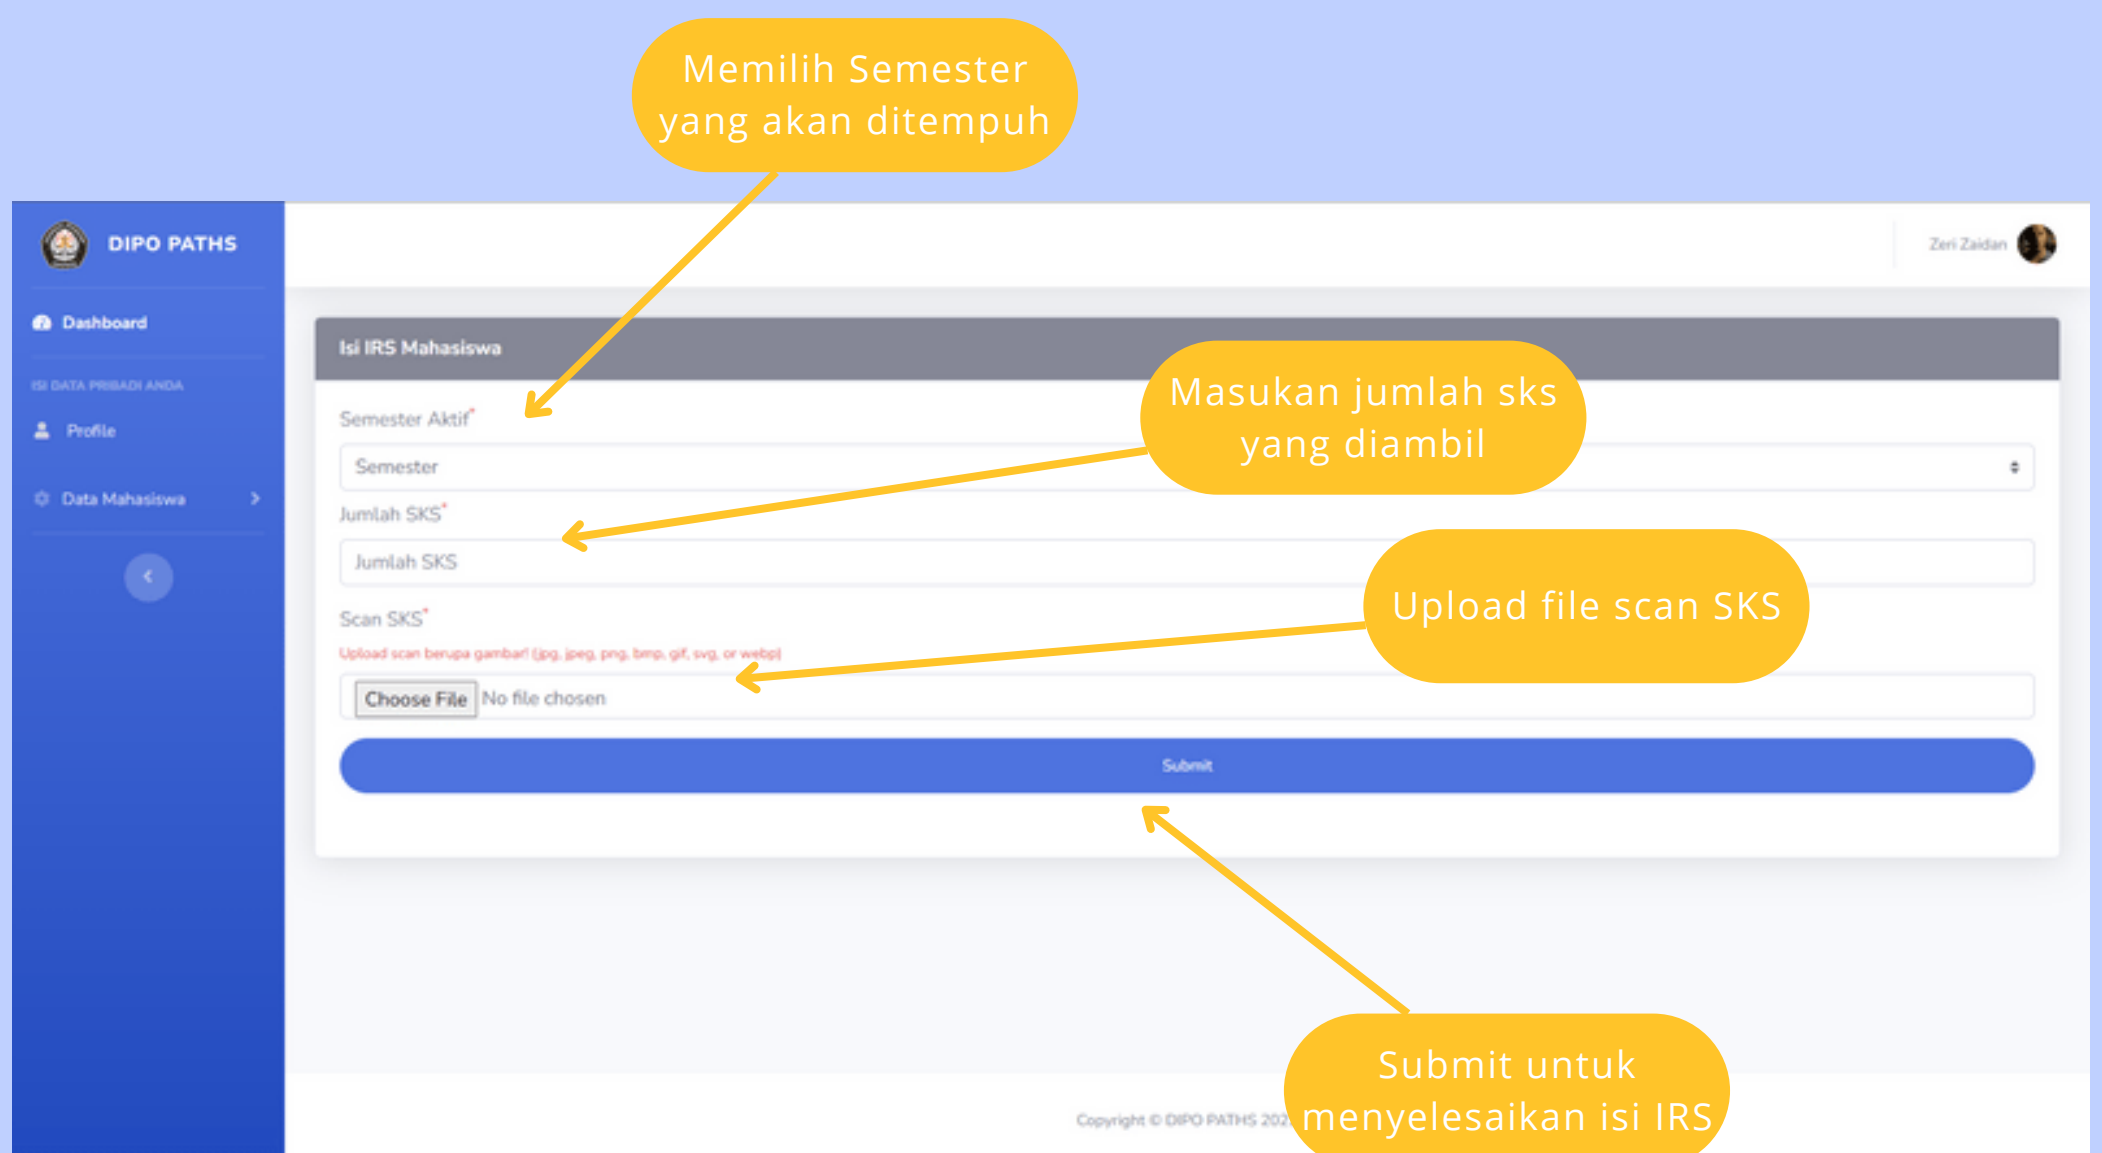 Memilih Semester
yang akan ditempuh
DIPO PATHS
Zeri Zaidan
Dashboard
ISI DATA PRIBADI ANDA
Profile
Data Mahasiswa
Isi IRS Mahasiswa
Semester Aktif*
Semester
Masukan jumlah sks
yang diambil
Jumlah SKS*
Jumlah SKS
Scan SKS*
Upload scan berupa gambar! (jpg, jpeg, png, bmp, gif, svg, or webp)
Upload file scan SKS
Choose File No file chosen
Submit
Submit untuk
menyelesaikan isi IRS
Copyright © DIPO PATHS